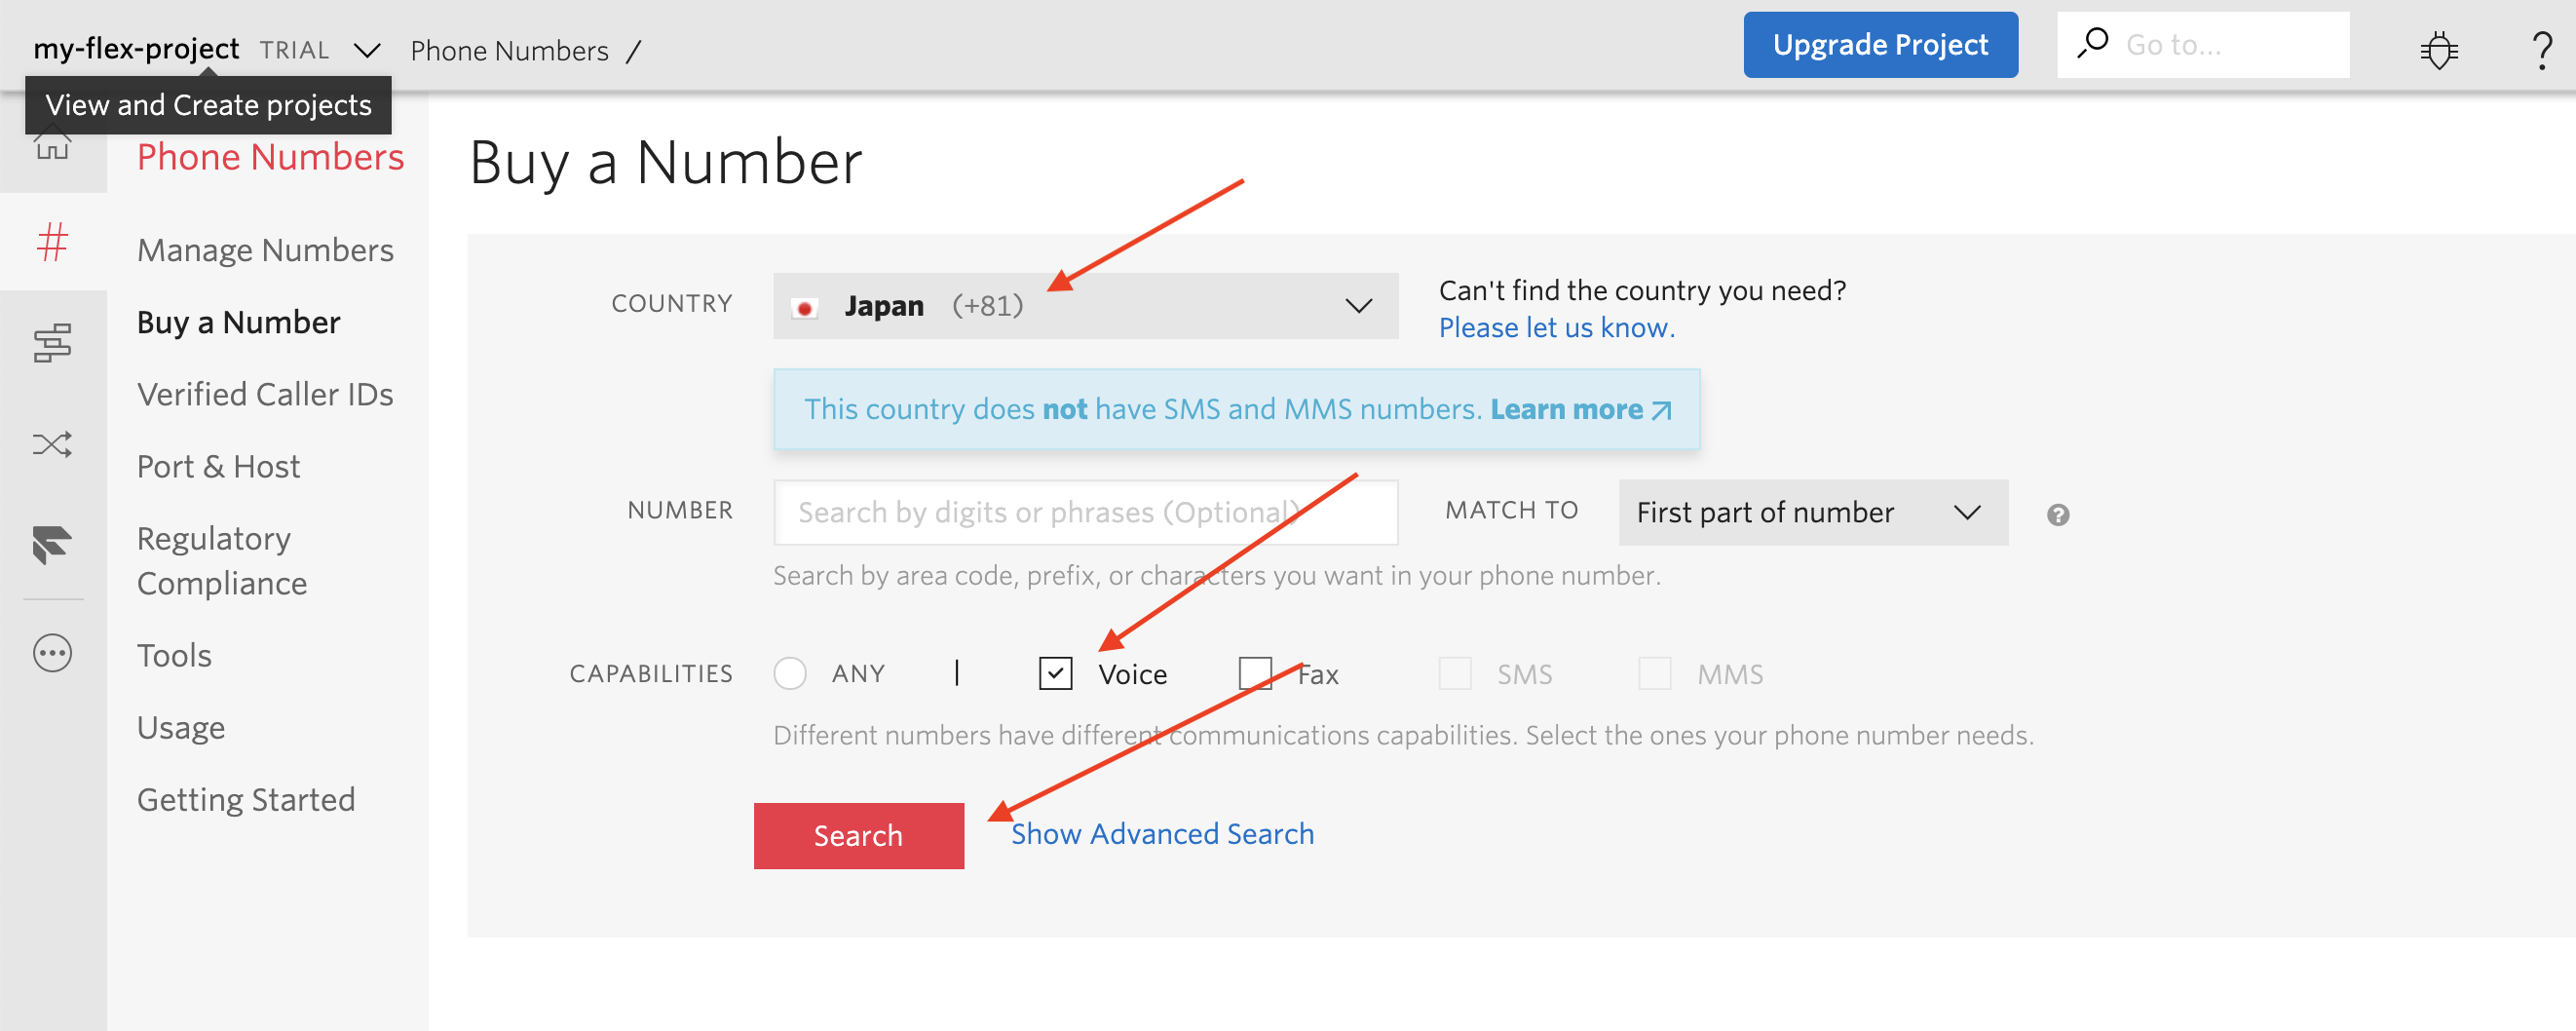 my-flex-project TRIAL Phone Numbers /
Upgrade Project
Go to...
?
View and Create projects
Phone Numbers
#
Manage Numbers
Buy a Number
Verified Caller IDs
Port & Host
Regulatory
Compliance
Tools
Usage
Getting Started
Buy a Number
COUNTRY
Japan (+81)
Can't find the country you need?
Please let us know.
This country does not have SMS and MMS numbers. Learn more
NUMBER
Search by digits or phrases (Optional)
MATCH TO
First part of number
?
Search by area code, prefix, or characters you want in your phone number.
CAPABILITIES
ANY | Voice Fax SMS MMS
Different numbers have different communications capabilities. Select the ones your phone number needs.
Search
Show Advanced Search